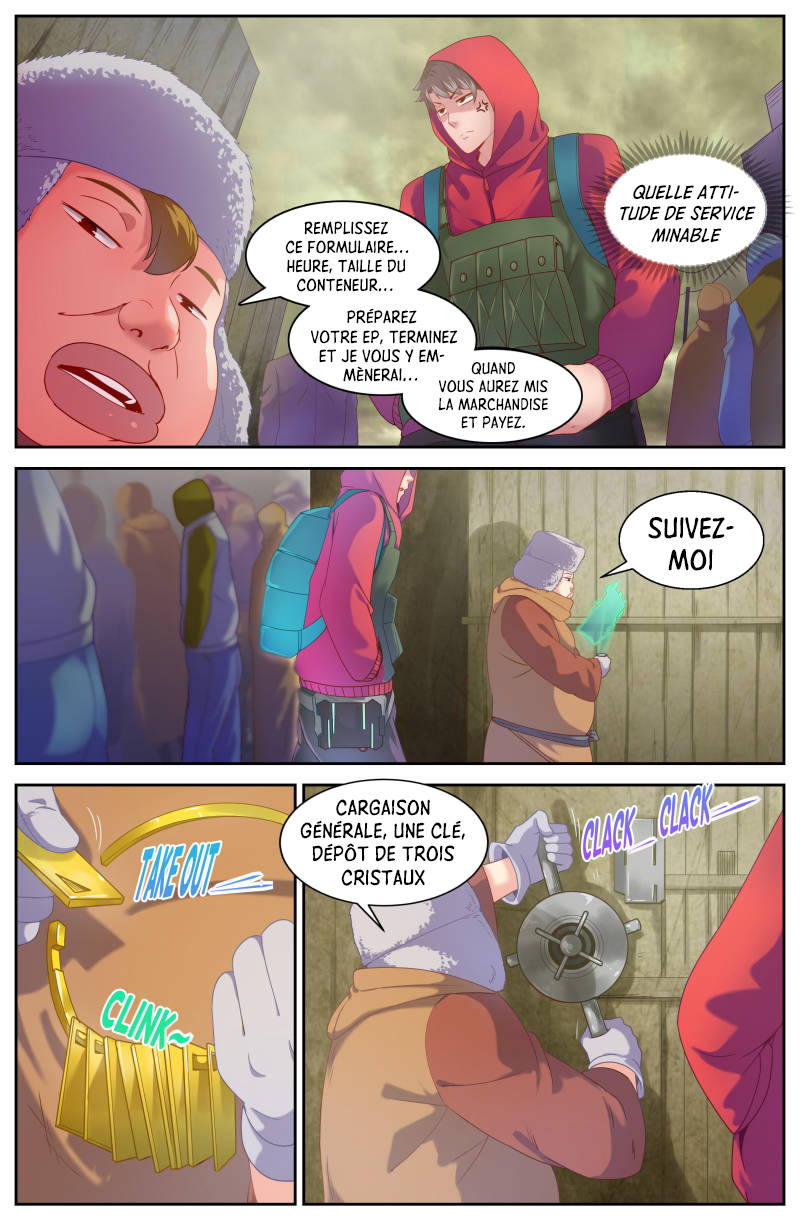 REMPLISSEZ
CE FORMULAIRE...
HEURE, TAILLE DU
CONTENEUR...
QUELLE ATTI-
TUDE DE SERVICE
MINABLE
PRÉPAREZ
VOTRE EP, TERMINEZ
ET JE VOUS Y EM-
MÈNERAI...
QUAND
VOUS AUREZ MIS
LA MARCHANDISE
ET PAYEZ.
SUIVEZ-
MOI
TAKE OUT
CLINK~
CARGAISON
GÉNÉRALE, UNE CLÉ,
DÉPÔT DE TROIS
CRISTAUX
CLACK CLACK~